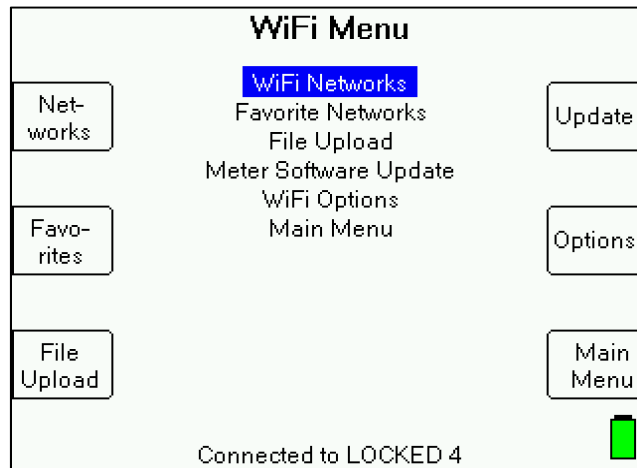 WiFi Menu
Net-
works
Favo-
rites
File
Upload
WiFi Networks
Favorite Networks
File Upload
Meter Software Update
WiFi Options
Main Menu
Update
Options
Main
Menu
Connected to LOCKED 4